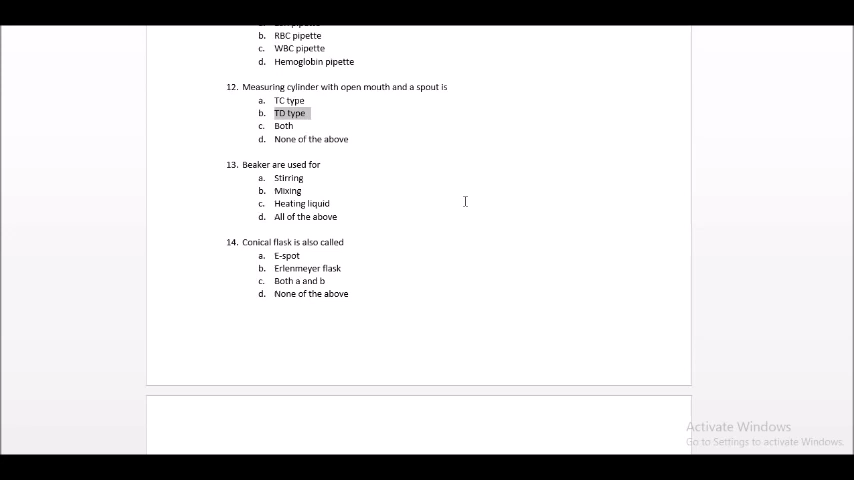 b. RBC pipette
c. WBC pipette
d. Hemoglobin pipette
12. Measuring cylinder with open mouth and a spout is
a. TC type
b. TD type
c. Both
d. None of the above
13. Beaker are used for
a. Stirring
b. Mixing
c. Heating liquid
d. All of the above
14. Conical flask is also called
a. E-spot
b. Erlenmeyer flask
c. Both a and b
d. None of the above
Activate Windows
Go to Settings to activate Windows.